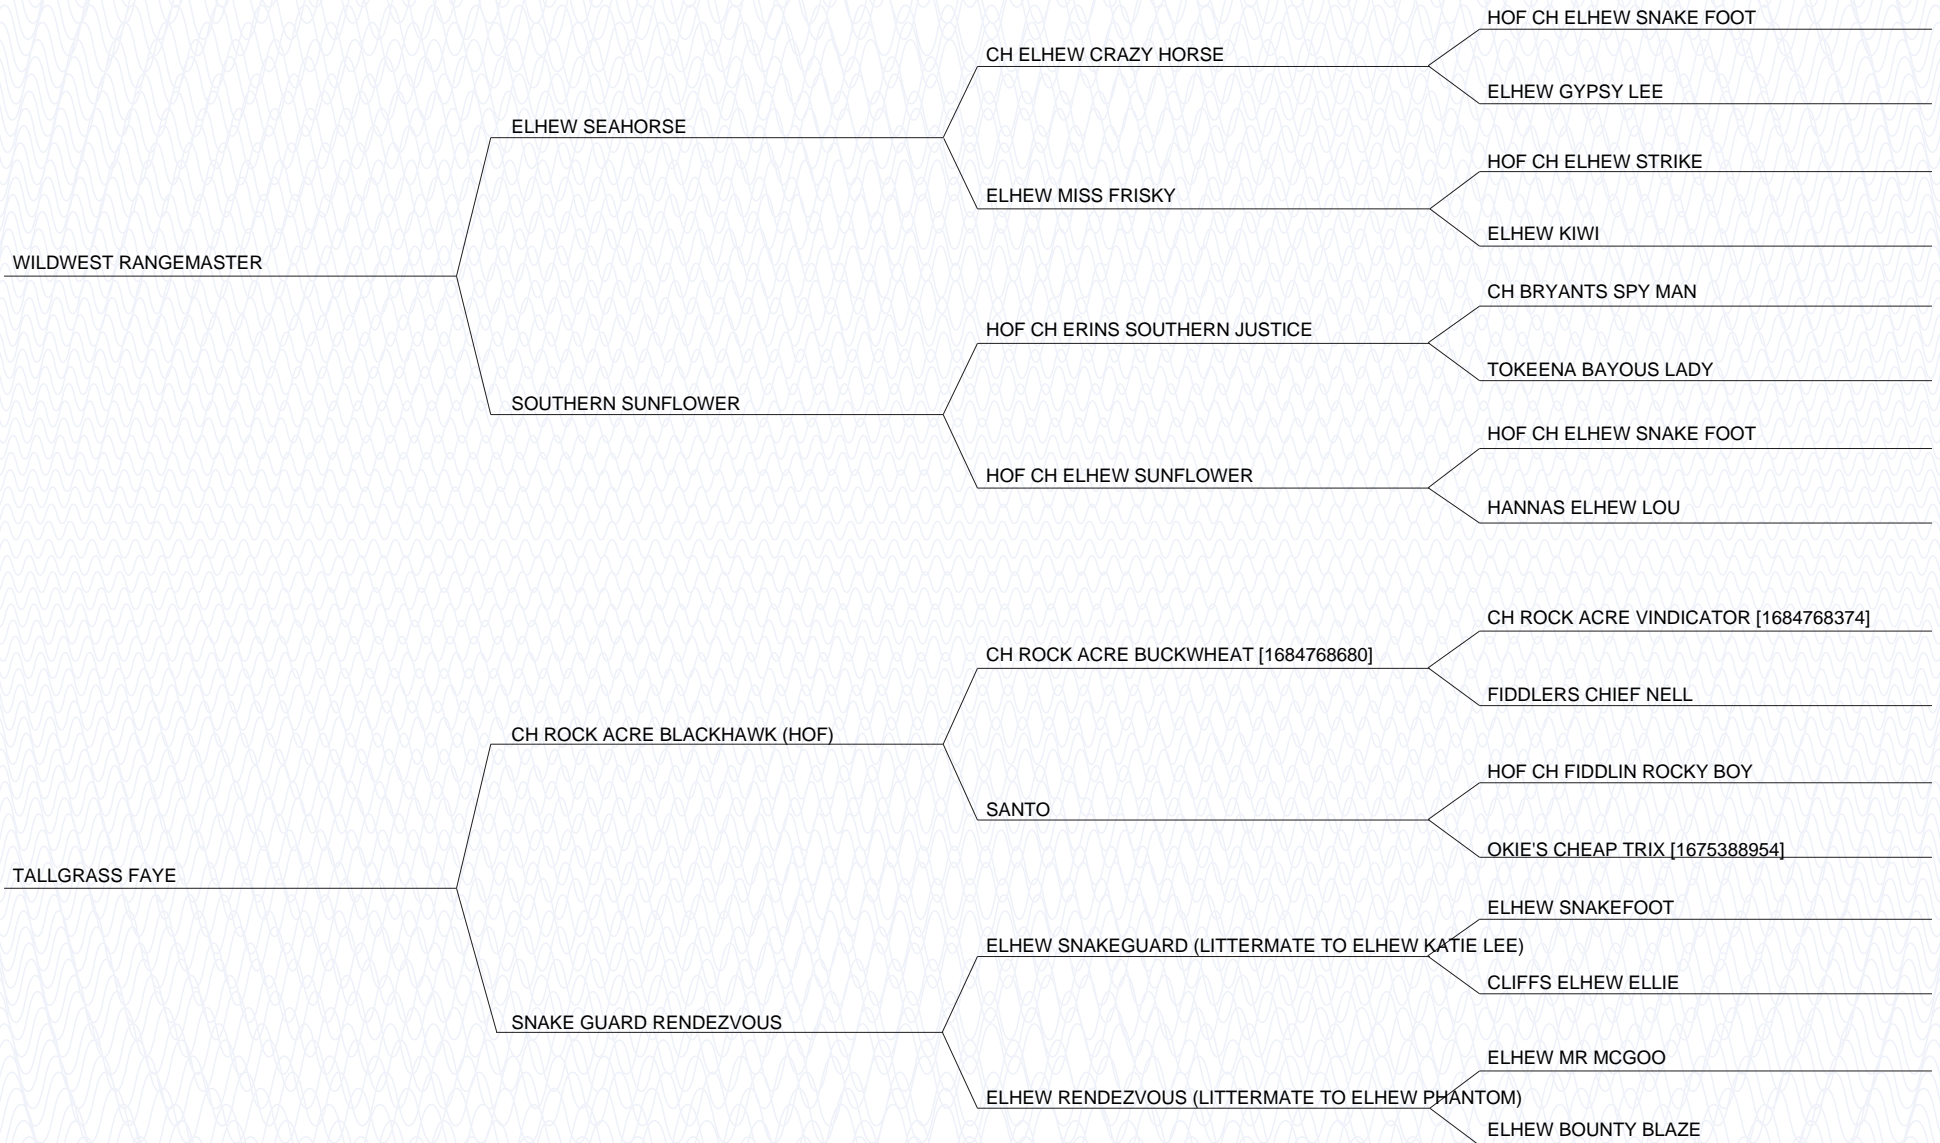 HOF CH ELHEW SNAKE FOOT
CH ELHEW CRAZY HORSE
ELHEW GYPSY LEE
ELHEW SEAHORSE
HOF CH ELHEW STRIKE
ELHEW MISS FRISKY
ELHEW KIWI
WILDWEST RANGEMASTER
CH BRYANTS SPY MAN
HOF CH ERINS SOUTHERN JUSTICE
TOKEENA BAYOUS LADY
SOUTHERN SUNFLOWER
HOF CH ELHEW SNAKE FOOT
HOF CH ELHEW SUNFLOWER
HANNAS ELHEW LOU
CH ROCK ACRE VINDICATOR [1684768374]
CH ROCK ACRE BUCKWHEAT [1684768680]
FIDDLERS CHIEF NELL
CH ROCK ACRE BLACKHAWK (HOF)
HOF CH FIDDLIN ROCKY BOY
SANTO
OKIE'S CHEAP TRIX [1675388954]
TALLGRASS FAYE
ELHEW SNAKEFOOT
ELHEW SNAKEGUARD (LITTERMATE TO ELHEW KATIE LEE)
CLIFFS ELHEW ELLIE
SNAKE GUARD RENDEZVOUS
ELHEW MR MCGOO
ELHEW RENDEZVOUS (LITTERMATE TO ELHEW PHANTOM)
ELHEW BOUNTY BLAZE